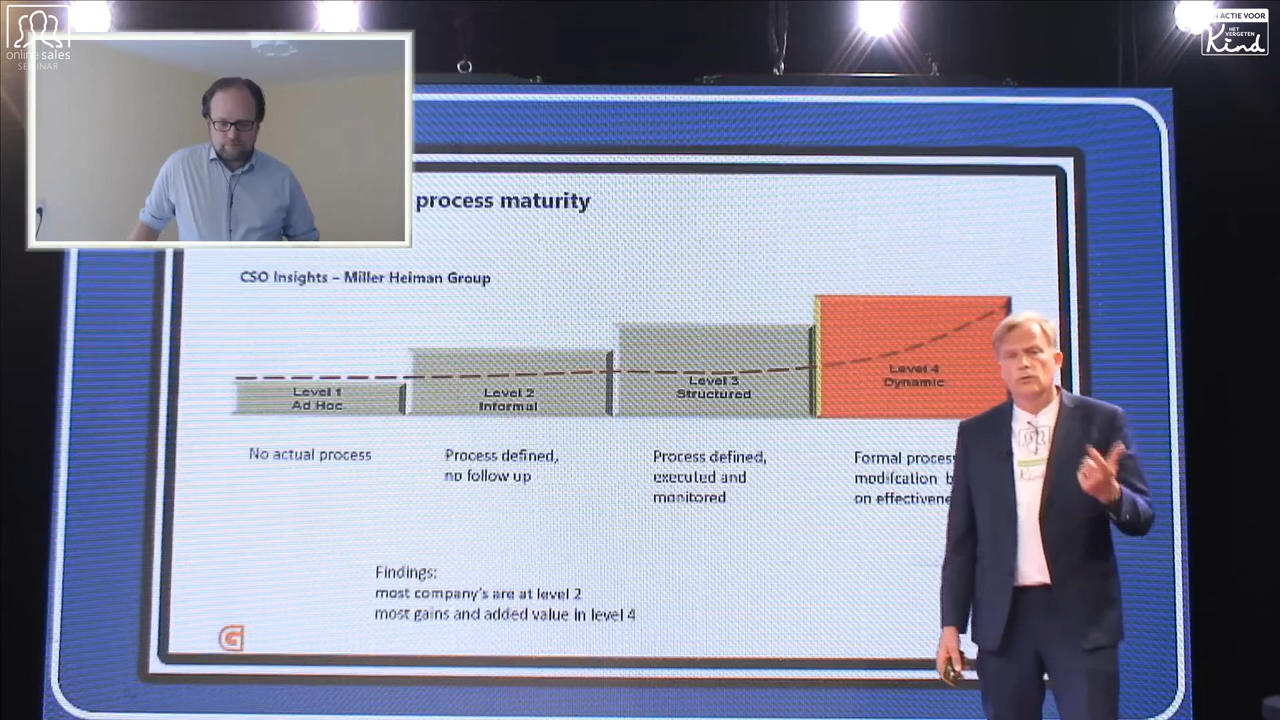 online sales
SEMINAR
N ACTIE VOOR
HET
VERGETEN
Kind
process maturity
CSO Insights – Miller Heiman Group
Level 1
Ad Hoc
Level 2
Informal
Level 3
Structured
Level 4
Dynamic
No actual process
Process defined,
no follow up
Process defined,
executed and
monitored
Formal process
modifcation b
on effectivene
Findings:
most company's are at level 2
most gains and added value in level 4
G
Kind